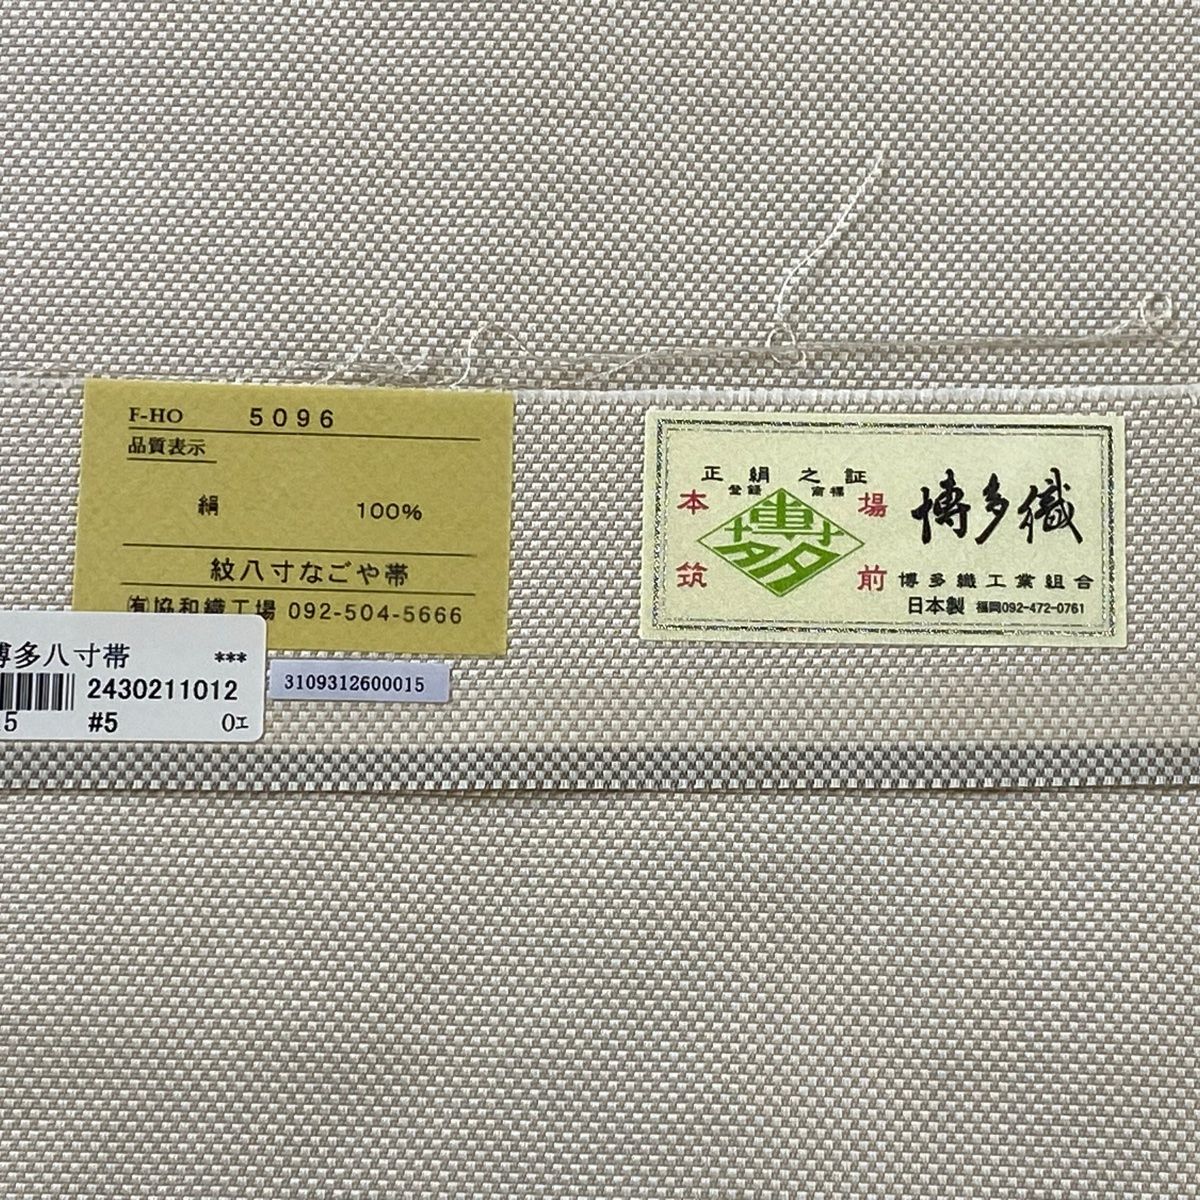 F-HO 5096
品質表示
絹 100%
紋八寸なごや帯
㈲協和織工場 092-504-5666
博多八寸帯 ***
2430211012
15 #5 0ェ
3109312600015
正絹之証
登録 商標
本場
筑前
博多
博多織
博多織工業組合
日本製 福岡092-472-0761